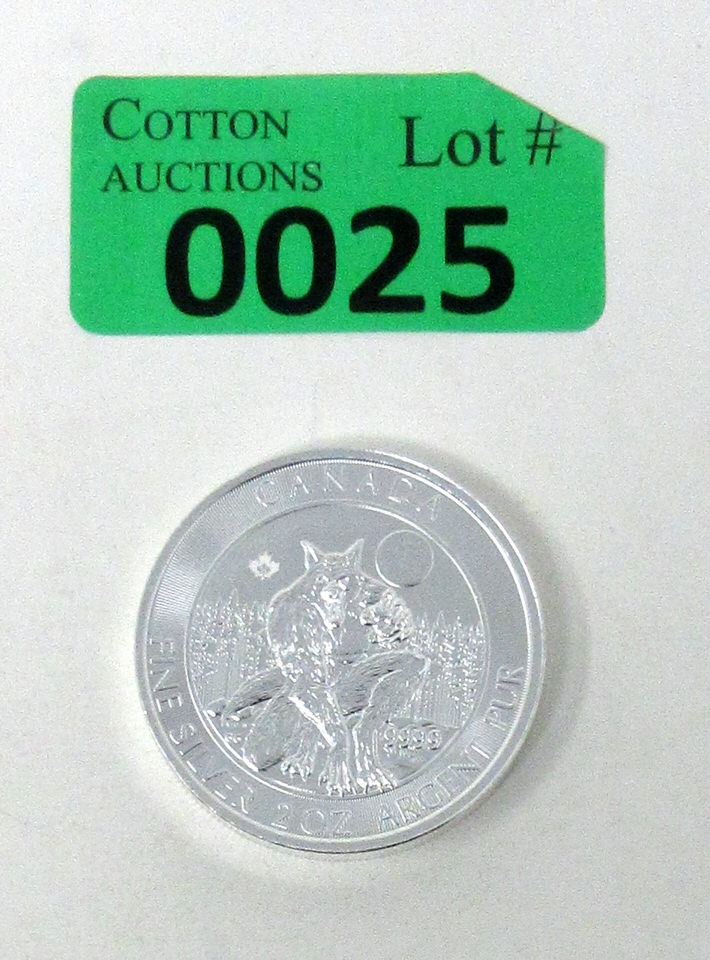 COTTON
AUCTIONS
Lot #
0025
CANADA
9999
FINE SILVER 2 OZ ARGENT PUR